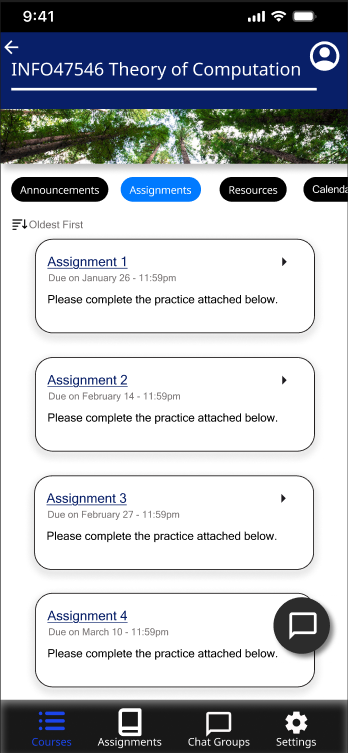 9:41
INFO47546 Theory of Computation
Announcements
Assignments
Resources
Calenda
Oldest First
Assignment 1
Due on January 26 - 11:59pm
Please complete the practice attached below.
Assignment 2
Due on February 14 - 11:59pm
Please complete the practice attached below.
Assignment 3
Due on February 27 - 11:59pm
Please complete the practice attached below.
Assignment 4
Due on March 10 - 11:59pm
Please complete the practice attached below.
Courses
Assignments
Chat Groups
Settings